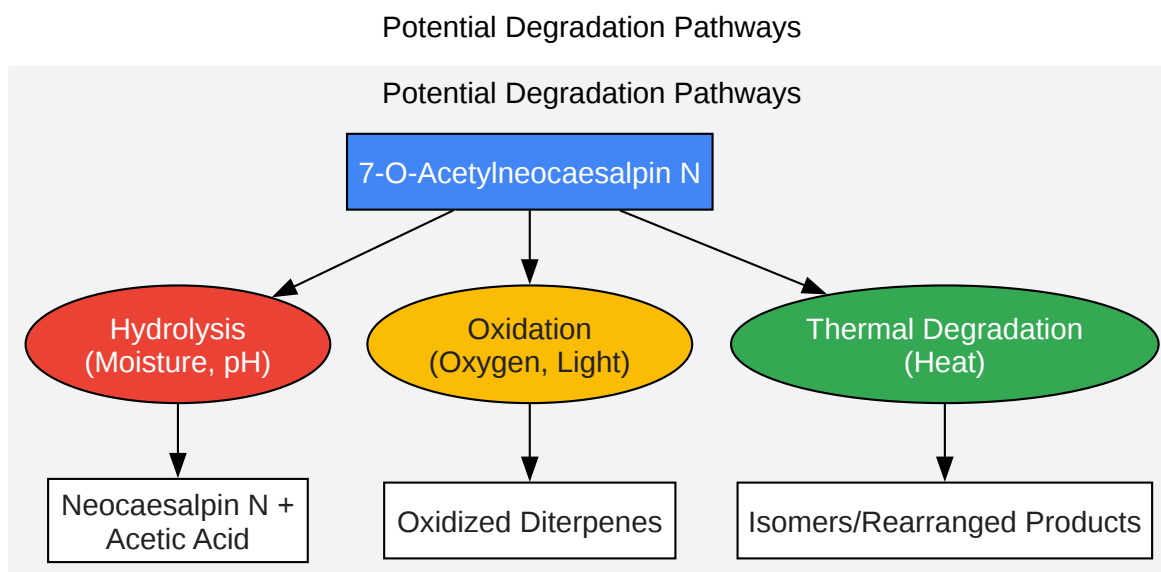 Potential Degradation Pathways
Potential Degradation Pathways
7-O-Acetylneocaesalpin N
Hydrolysis
(Moisture, pH)
Oxidation
(Oxygen, Light)
Thermal Degradation
(Heat)
Neocaesalpin N +
Acetic Acid
Oxidized Diterpenes
Isomers/Rearranged Products